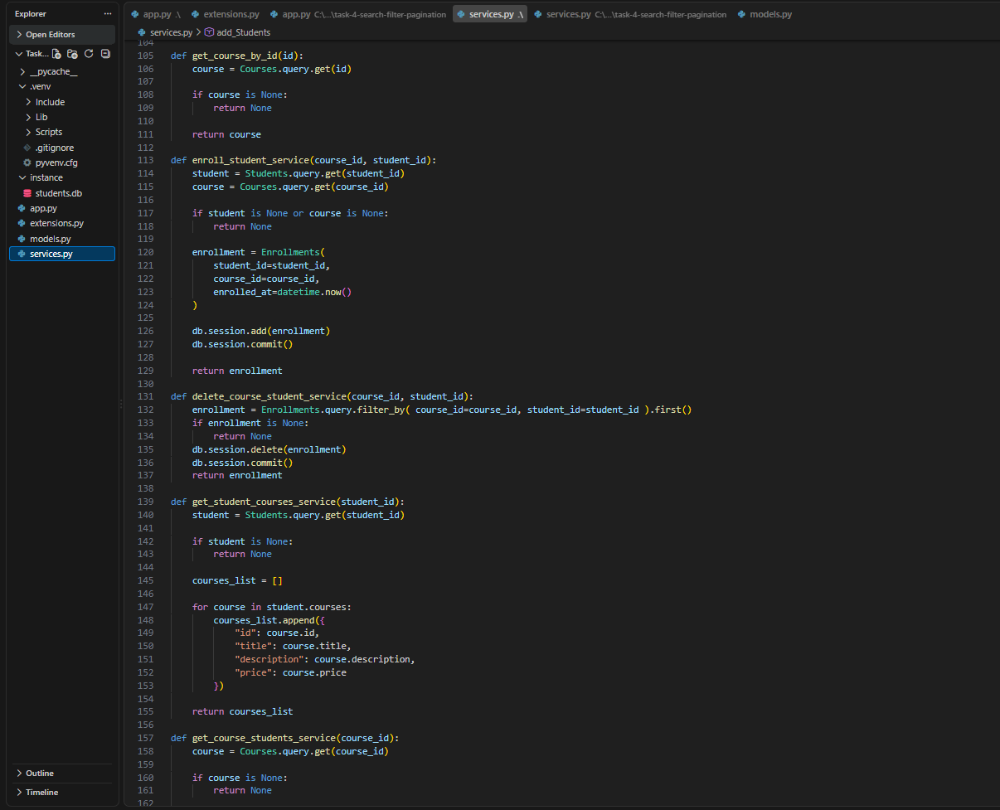 Explorer
Open Editors
Task...
__pycache__
.venv
Include
Lib
Scripts
.gitignore
pyvenv.cfg
instance
students.db
app.py
extensions.py
models.py
services.py
Outline
Timeline
app.py .\ extensions.py app.py C:\...\task-4-search-filter-pagination services.py .\ services.py C:\...\task-4-search-filter-pagination models.py
services.py > add_Students
104
105 def get_course_by_id(id):
106     course = Courses.query.get(id)
107
108     if course is None:
109         return None
110
111     return course
112
113 def enroll_student_service(course_id, student_id):
114     student = Students.query.get(student_id)
115     course = Courses.query.get(course_id)
116
117     if student is None or course is None:
118         return None
119
120     enrollment = Enrollments(
121         student_id=student_id,
122         course_id=course_id,
123         enrolled_at=datetime.now()
124     )
125
126     db.session.add(enrollment)
127     db.session.commit()
128
129     return enrollment
130
131 def delete_course_student_service(course_id, student_id):
132     enrollment = Enrollments.query.filter_by( course_id=course_id, student_id=student_id ).first()
133     if enrollment is None:
134         return None
135     db.session.delete(enrollment)
136     db.session.commit()
137     return enrollment
138
139 def get_student_courses_service(student_id):
140     student = Students.query.get(student_id)
141
142     if student is None:
143         return None
144
145     courses_list = []
146
147     for course in student.courses:
148         courses_list.append({
149             "id": course.id,
150             "title": course.title,
151             "description": course.description,
152             "price": course.price
153         })
154
155     return courses_list
156
157 def get_course_students_service(course_id):
158     course = Courses.query.get(course_id)
159
160     if course is None:
161         return None
162